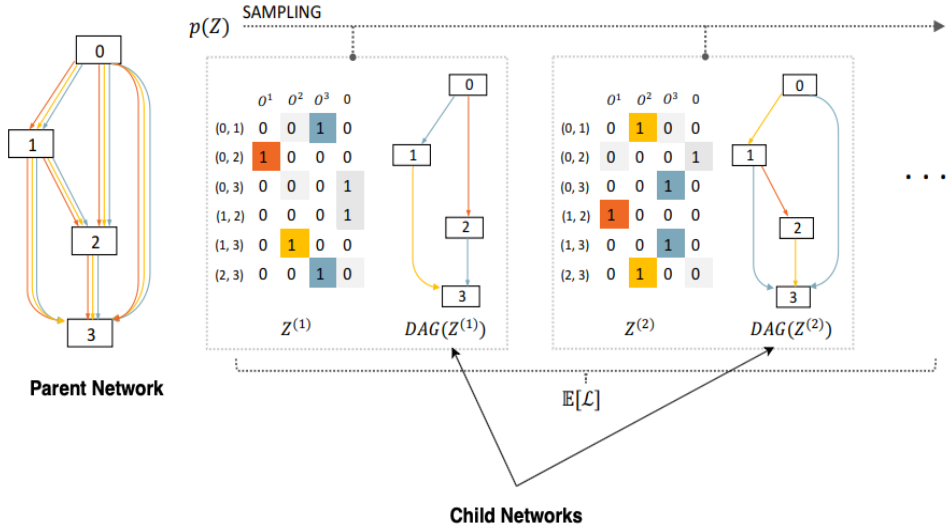 p(Z) SAMPLING
0
1
2
3
Parent Network
O¹ O² O³ 0
(0, 1) 0 0 1 0
(0, 2) 1 0 0 0
(0, 3) 0 0 0 1
(1, 2) 0 0 0 1
(1, 3) 0 1 0 0
(2, 3) 0 0 1 0
Z⁽¹⁾
0
1
2
3
DAG(Z⁽¹⁾)
O¹ O² O³ 0
(0, 1) 0 1 0 0
(0, 2) 0 0 0 1
(0, 3) 0 0 1 0
(1, 2) 1 0 0 0
(1, 3) 0 0 1 0
(2, 3) 0 1 0 0
Z⁽²⁾
0
1
2
3
DAG(Z⁽²⁾)
. . .
𝔼[ℒ]
Child Networks